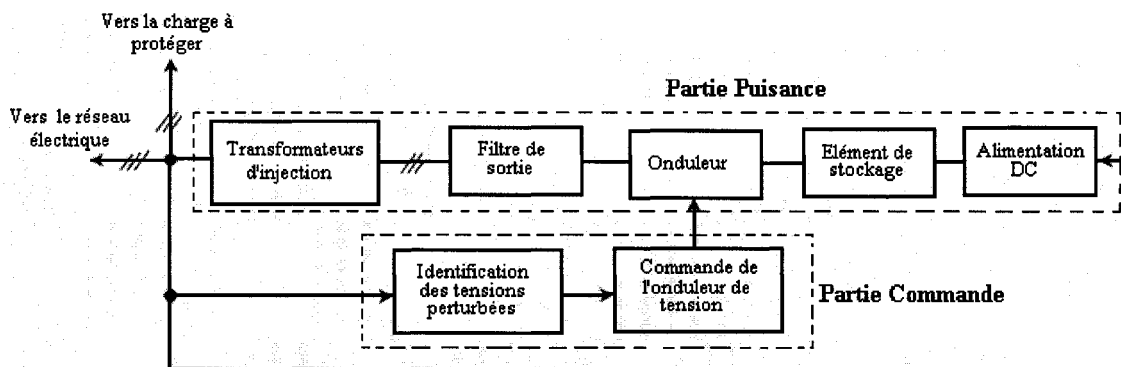 Vers la charge à
protéger
Partie Puisance
Vers le réseau
électrique
Transformateurs
d'injection
Filtre de
sortie
Onduleur
Elément de
stockage
Alimentation
DC
Identification
des tensions
perturbées
Commande de
l'onduleur de
tension
Partie Commande